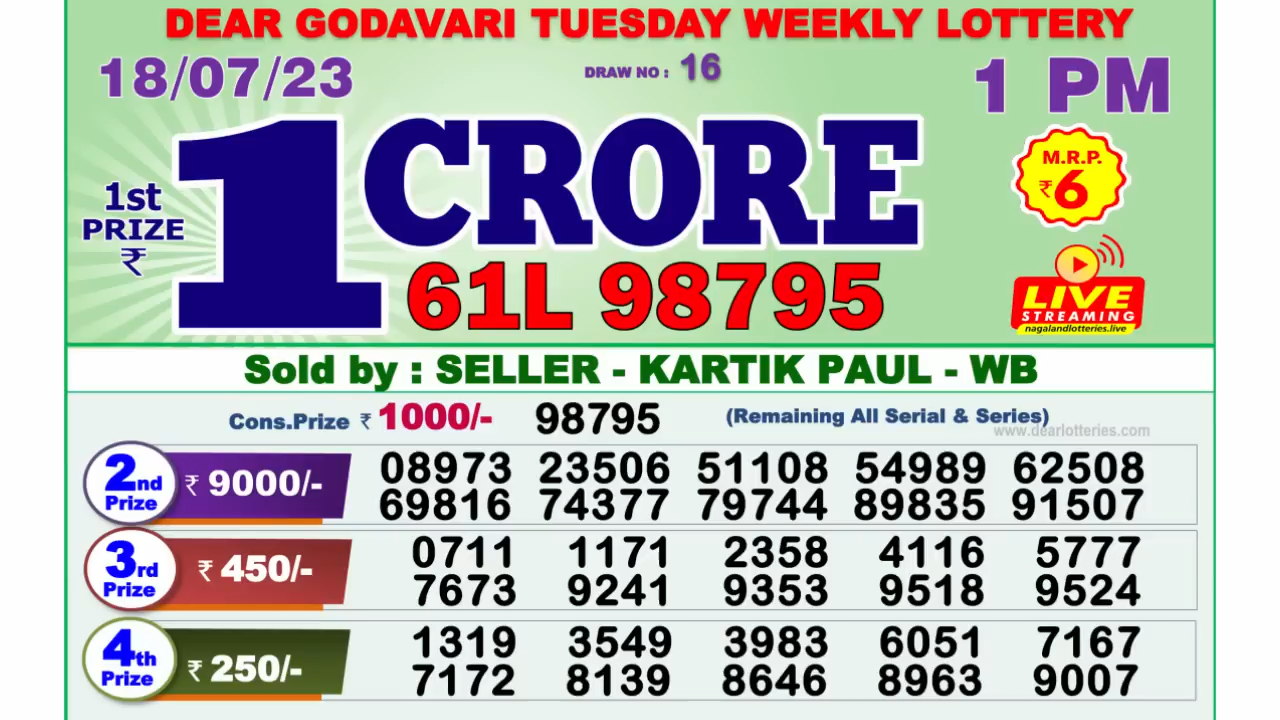 DEAR GODAVARI TUESDAY WEEKLY LOTTERY
18/07/23
DRAW NO : 16
1 PM
1st
PRIZE
₹
1 CRORE
61L 98795
M.R.P.
₹6
LIVE
STREAMING
nagalandlotteries.live
Sold by : SELLER - KARTIK PAUL - WB
Cons.Prize ₹ 1000/- 98795 (Remaining All Serial & Series)
www.dearlotteries.com
2nd
Prize
₹ 9000/-
08973 23506 51108 54989 62508
69816 74377 79744 89835 91507
3rd
Prize
₹ 450/-
0711 1171 2358 4116 5777
7673 9241 9353 9518 9524
4th
Prize
₹ 250/-
1319 3549 3983 6051 7167
7172 8139 8646 8963 9007